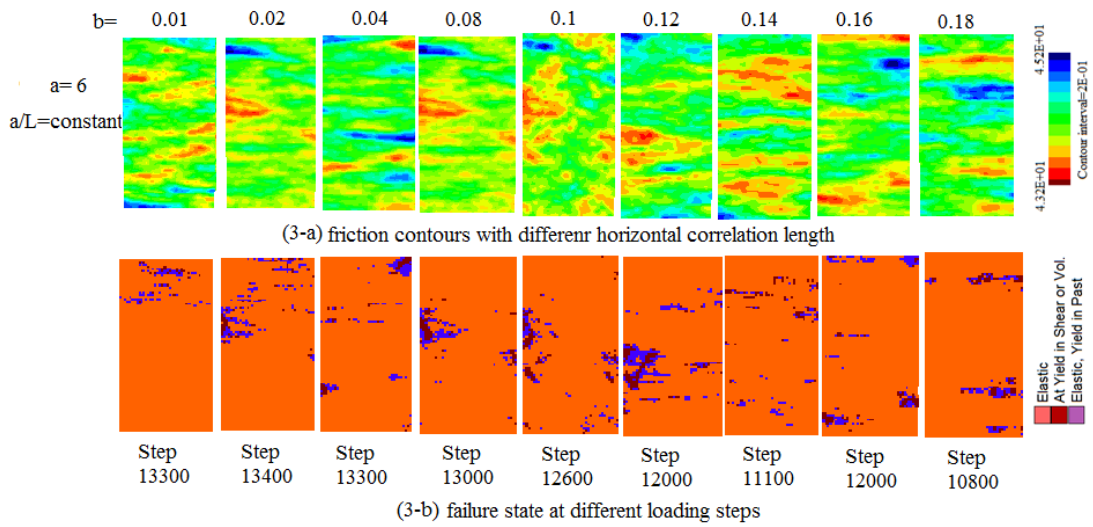 b= 0.01 0.02 0.04 0.08 0.1 0.12 0.14 0.16 0.18
a= 6
a/L=constant
4.32E+01 4.52E+01
Contour interval=2E-01
(3-a) friction contours with differenr horizontal correlation length
Elastic
At Yield in Shear or Vol.
Elastic, Yield in Past
Step Step Step Step Step Step Step Step Step
13300 13400 13300 13000 12600 12000 11100 12000 10800
(3-b) failure state at different loading steps